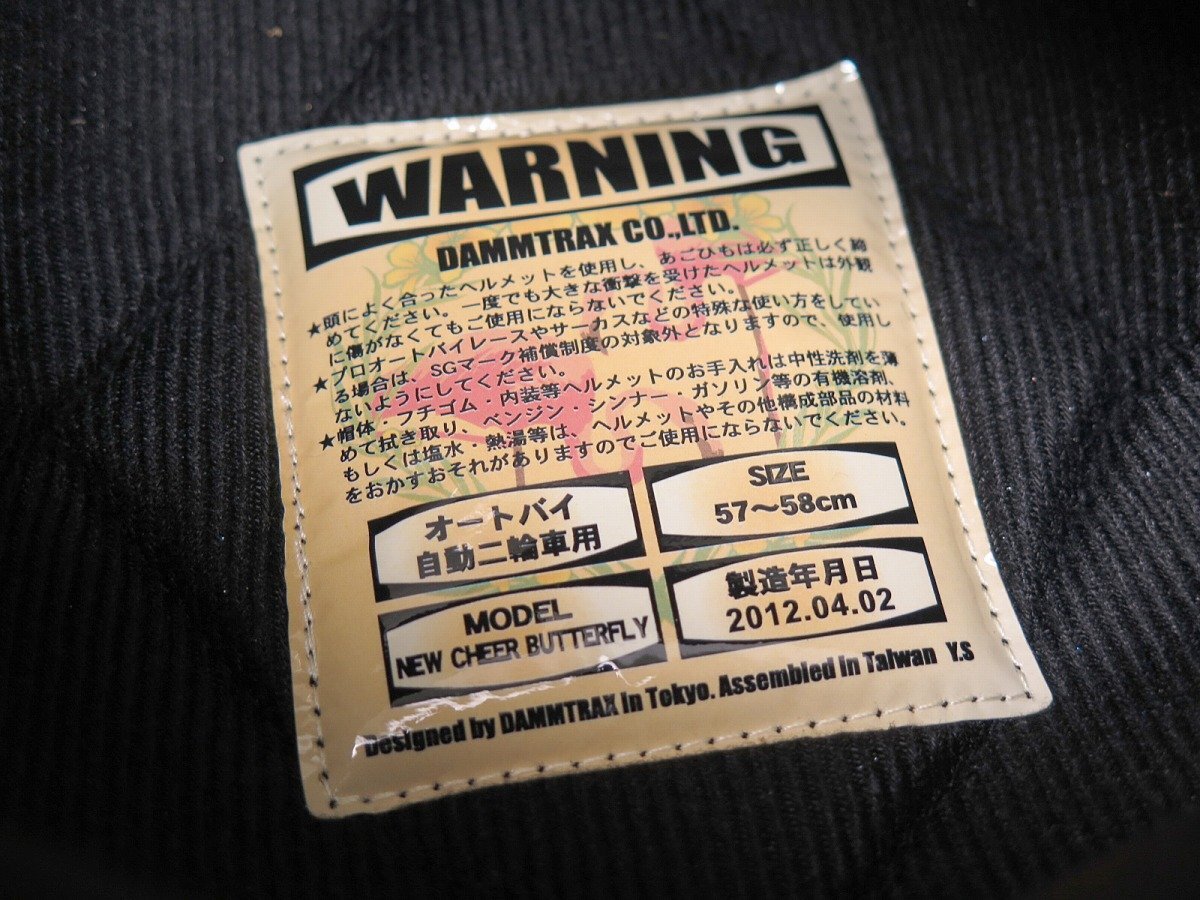 WARNING
DAMMTRAX CO.,LTD.
★頭によく合ったヘルメットを使用し、あごひもは必ず正しく締
めてください。一度でも大きな衝撃を受けたヘルメットは外観
に傷がなくてもご使用にならないでください。
★プロオートバイレースやサーカスなどの特殊な使い方をしてい
る場合は、SGマーク補償制度の対象外となりますので、使用し
ないようにしてください。
★帽体・フチゴム・内装等ヘルメットのお手入れは中性洗剤を薄
めて拭き取り、ベンジン・シンナー・ガソリン等の有機溶剤、
もしくは塩水、熱湯等は、ヘルメットやその他構成部品の材料
をおかすおそれがありますのでご使用にならないでください。
オートバイ
自動二輪車用
SIZE
57～58cm
MODEL
NEW CHEER BUTTERFLY
製造年月日
2012.04.02
Designed by DAMMTRAX in Tokyo. Assembled in Taiwan Y.S